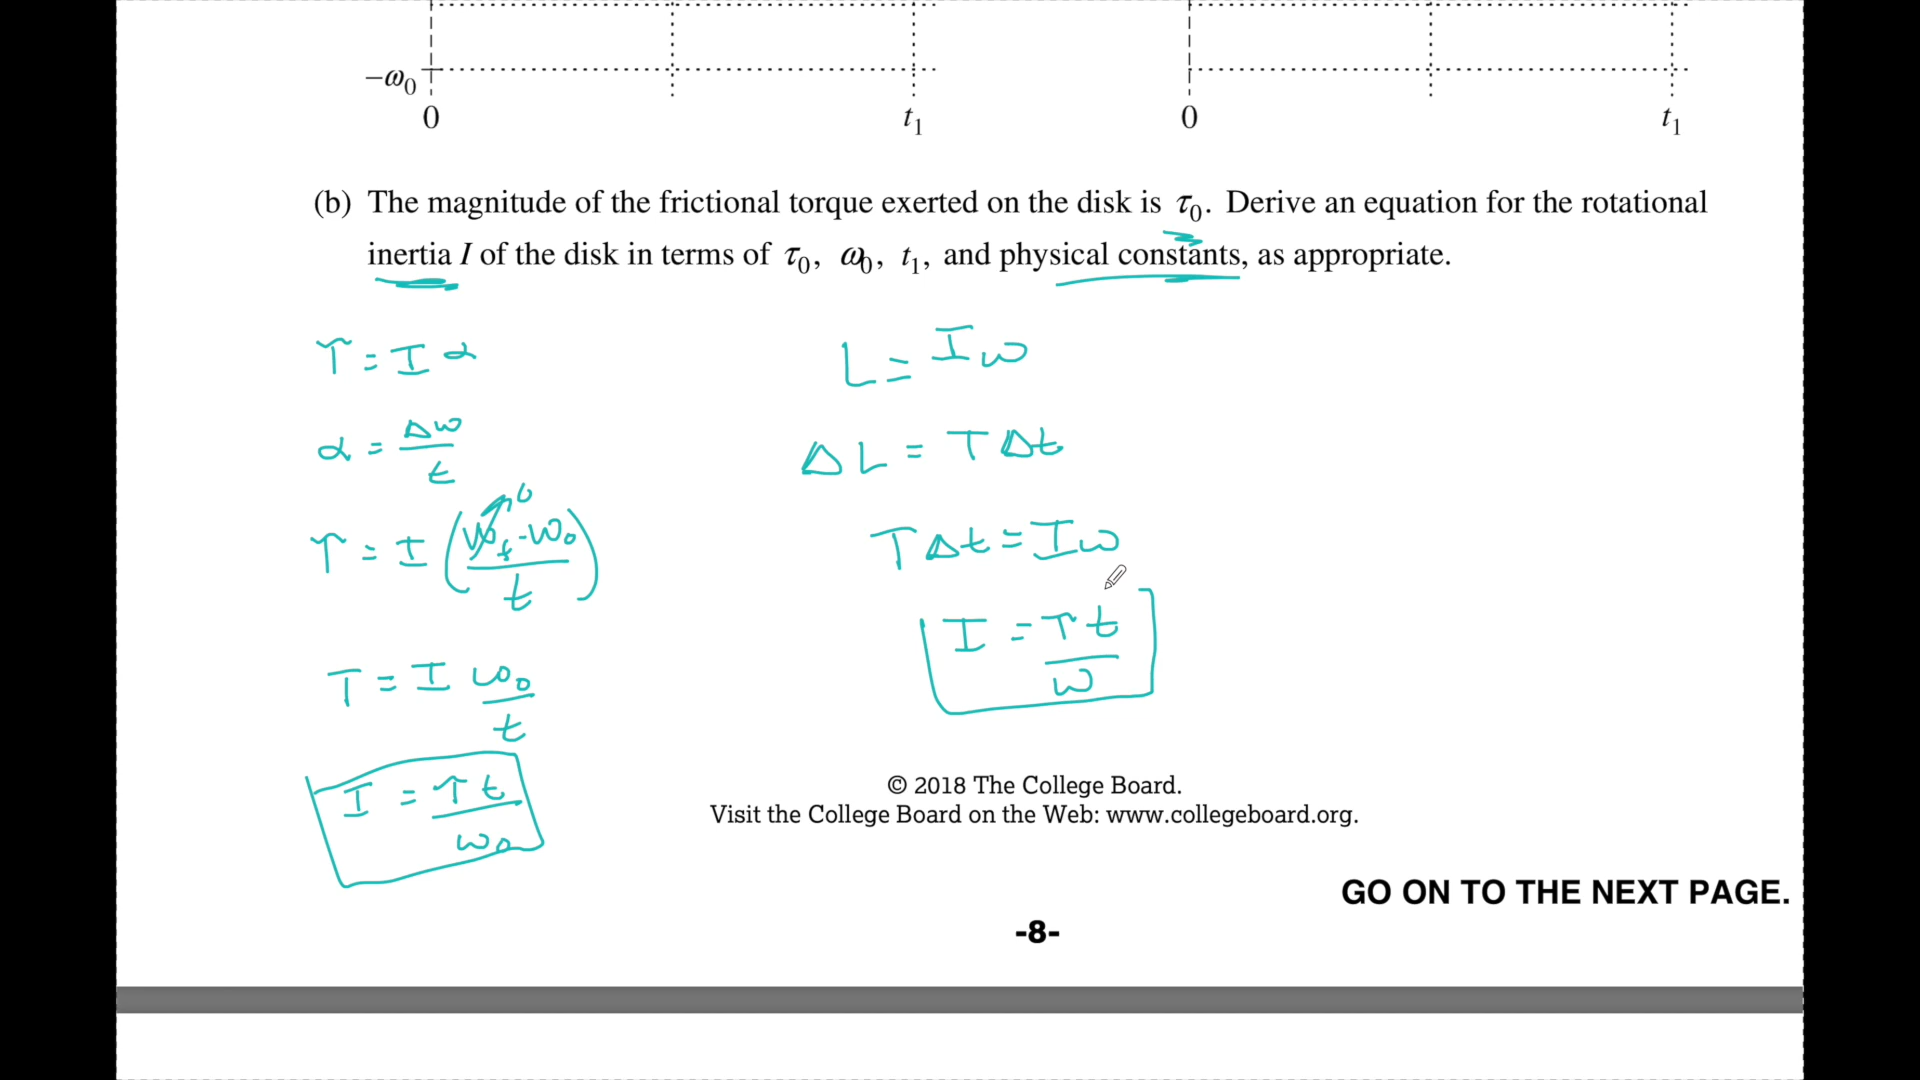 −ω₀
0 t₁ 0 t₁
(b) The magnitude of the frictional torque exerted on the disk is τ₀. Derive an equation for the rotational
inertia I of the disk in terms of τ₀, ω₀, t₁, and physical constants, as appropriate.
τ = I α
α = Δω/t
τ = I (ω_f - ω₀ / t) 0
τ = I ω₀/t
I = τ t / ω₀
L = I ω
Δ L = τ Δt
τ Δt = I ω
I = τ t / ω
© 2018 The College Board.
Visit the College Board on the Web: www.collegeboard.org.
GO ON TO THE NEXT PAGE.
-8-